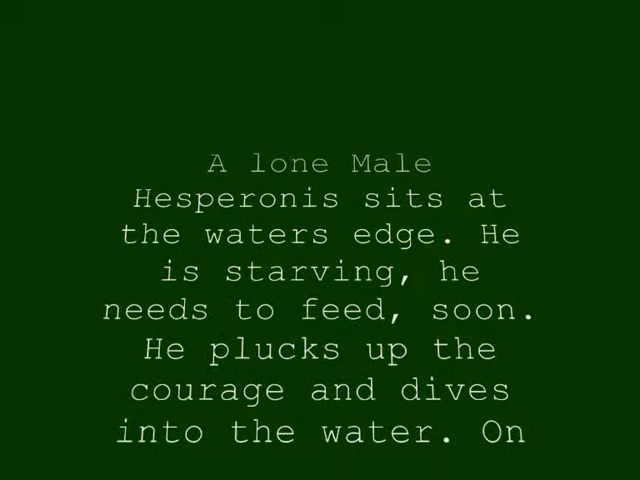 A lone Male
Hesperonis sits at
the waters edge. He
is starving, he
needs to feed, soon.
He plucks up the
courage and dives
into the water. On